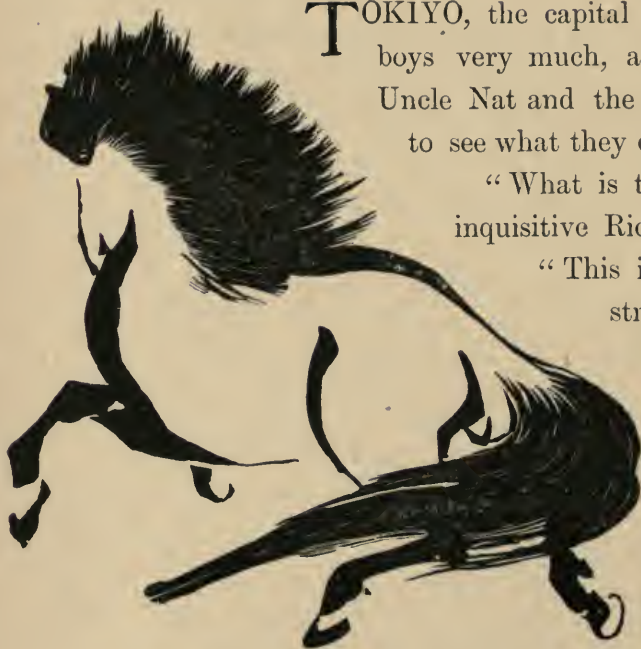 TOKIYO, the capital
boys very much, a
Uncle Nat and the
to see what they
“ What is t
inquisitive Ric
“ This i
str